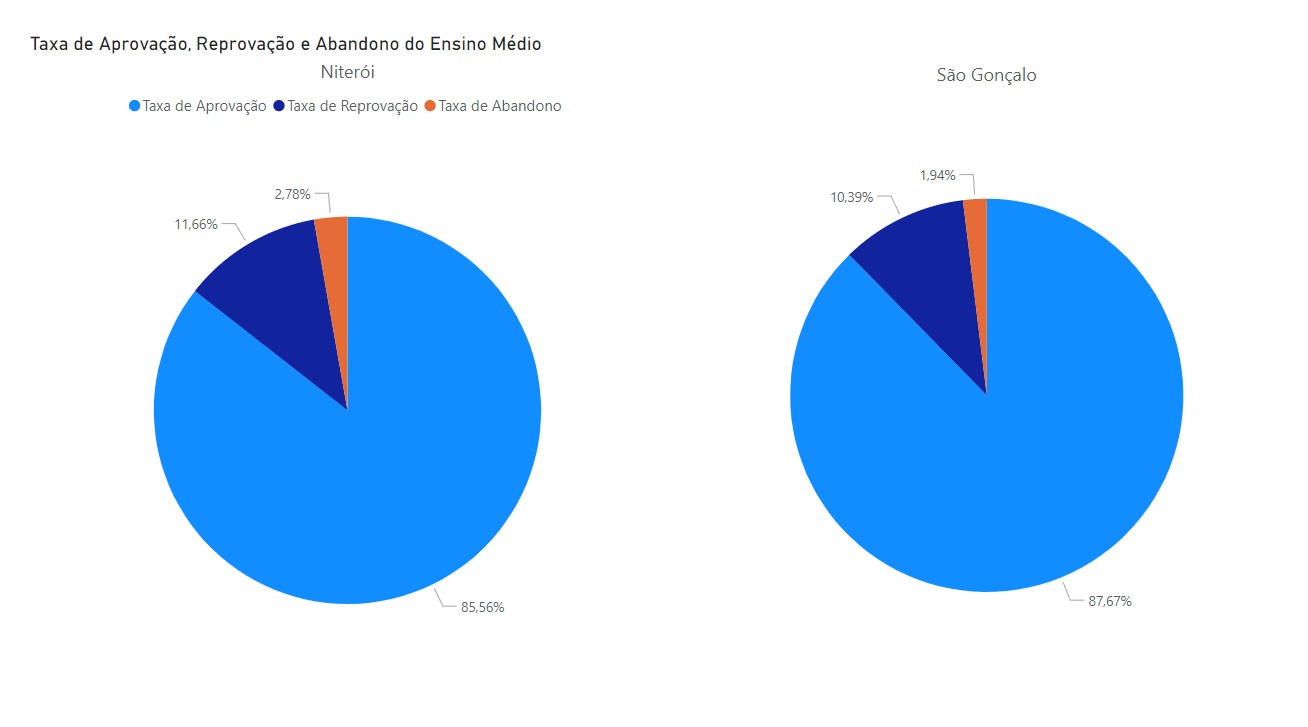 Taxa de Aprovação, Reprovação e Abandono do Ensino Médio
Niterói
Taxa de Aprovação Taxa de Reprovação Taxa de Abandono
2,78%
11,66%
85,56%
São Gonçalo
1,94%
10,39%
87,67%